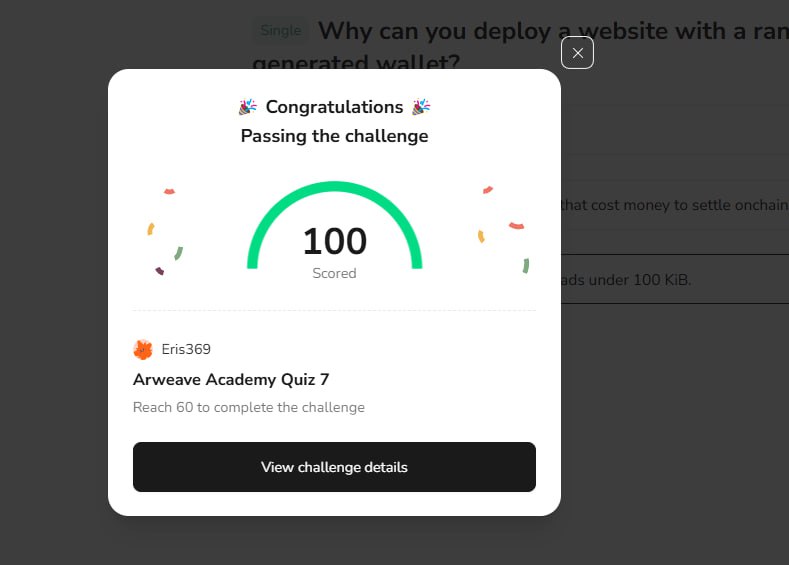 Single Why can you deploy a website with a ran
generated wallet?
Congratulations
Passing the challenge
that cost money to settle onchain
100
Scored
ads under 100 KiB.
Eris369
Arweave Academy Quiz 7
Reach 60 to complete the challenge
View challenge details